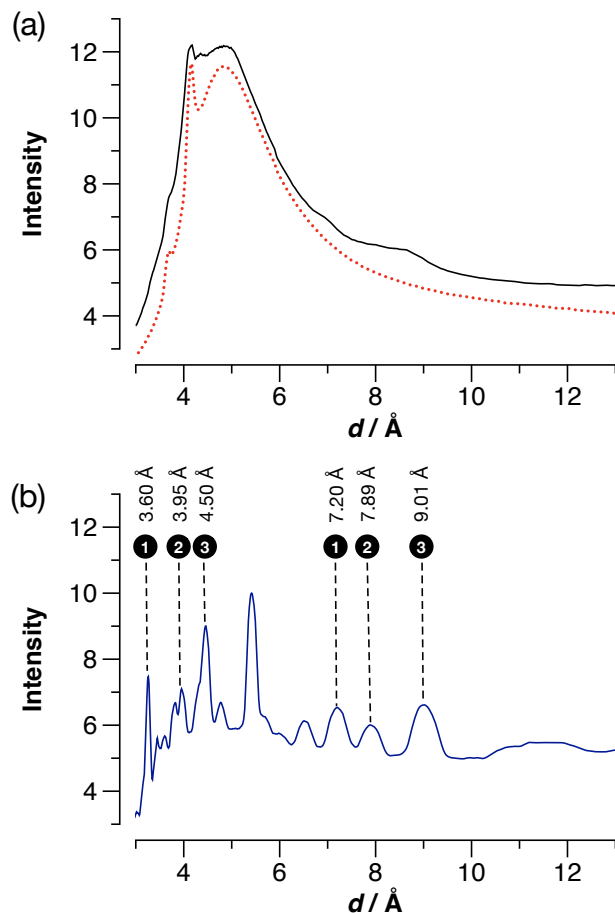 (a)
12
10
8
6
4
Intensity
4 6 8 10 12
d / Å
(b)
3.60 Å
3.95 Å
4.50 Å
7.20 Å
7.89 Å
9.01 Å
1 2 3 1 2 3
12
10
8
6
4
Intensity
4 6 8 10 12
d / Å